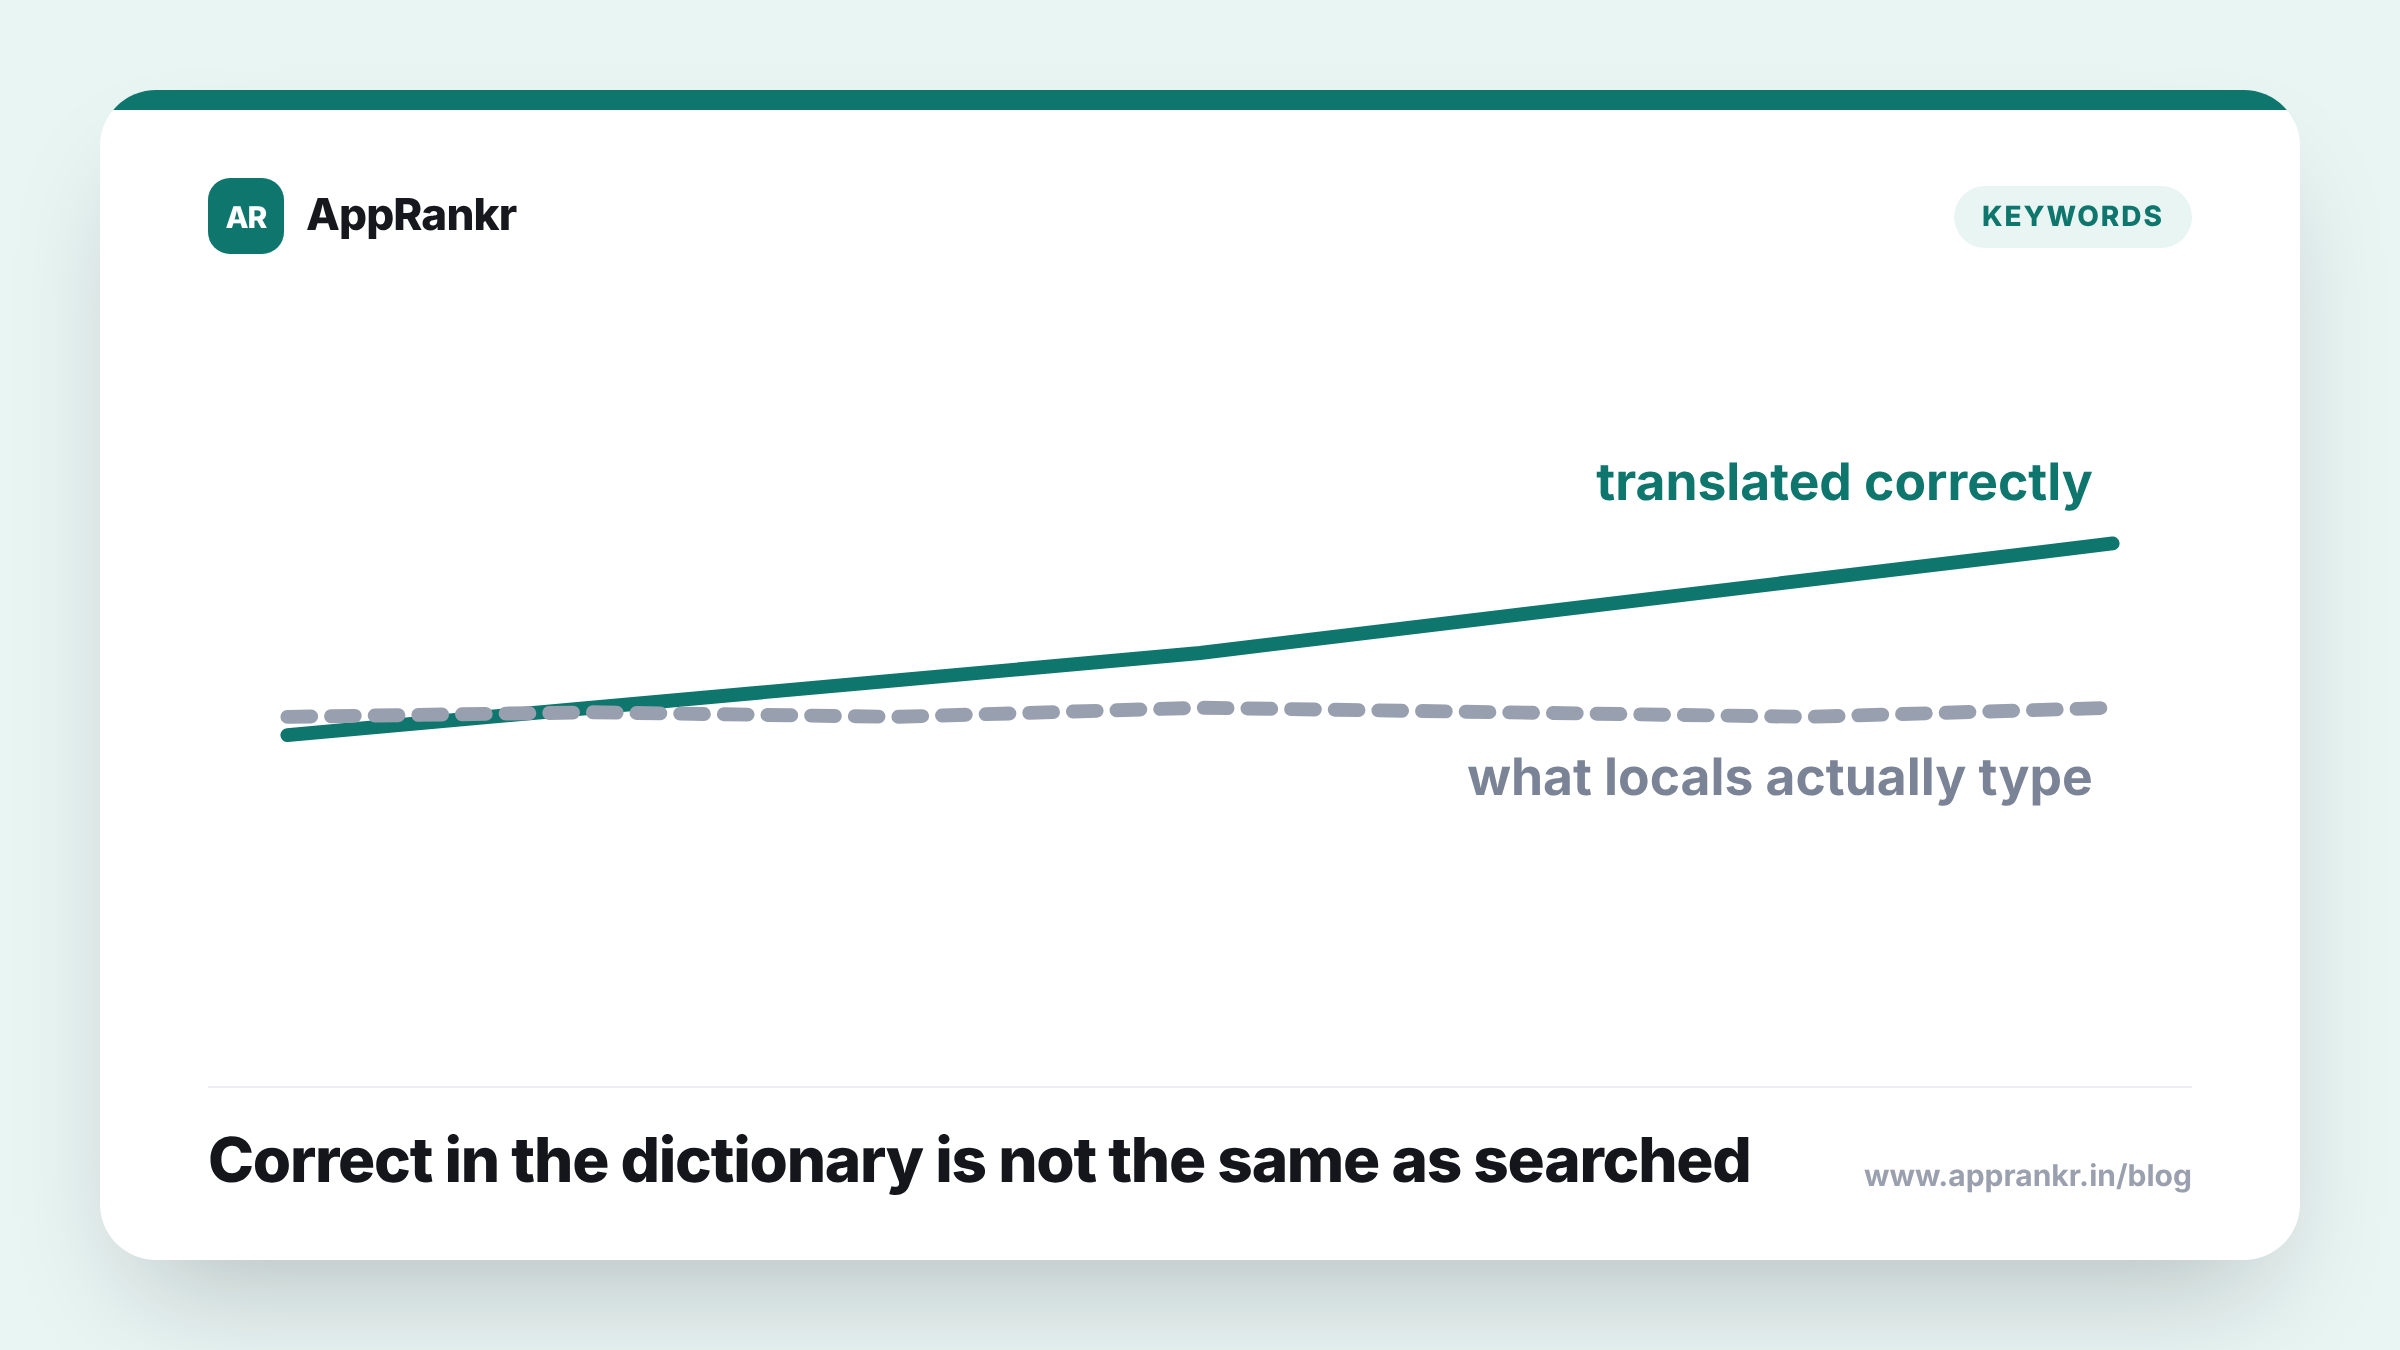 AR AppRankr
KEYWORDS
translated correctly
what locals actually type
Correct in the dictionary is not the same as searched
www.apprankr.in/blog